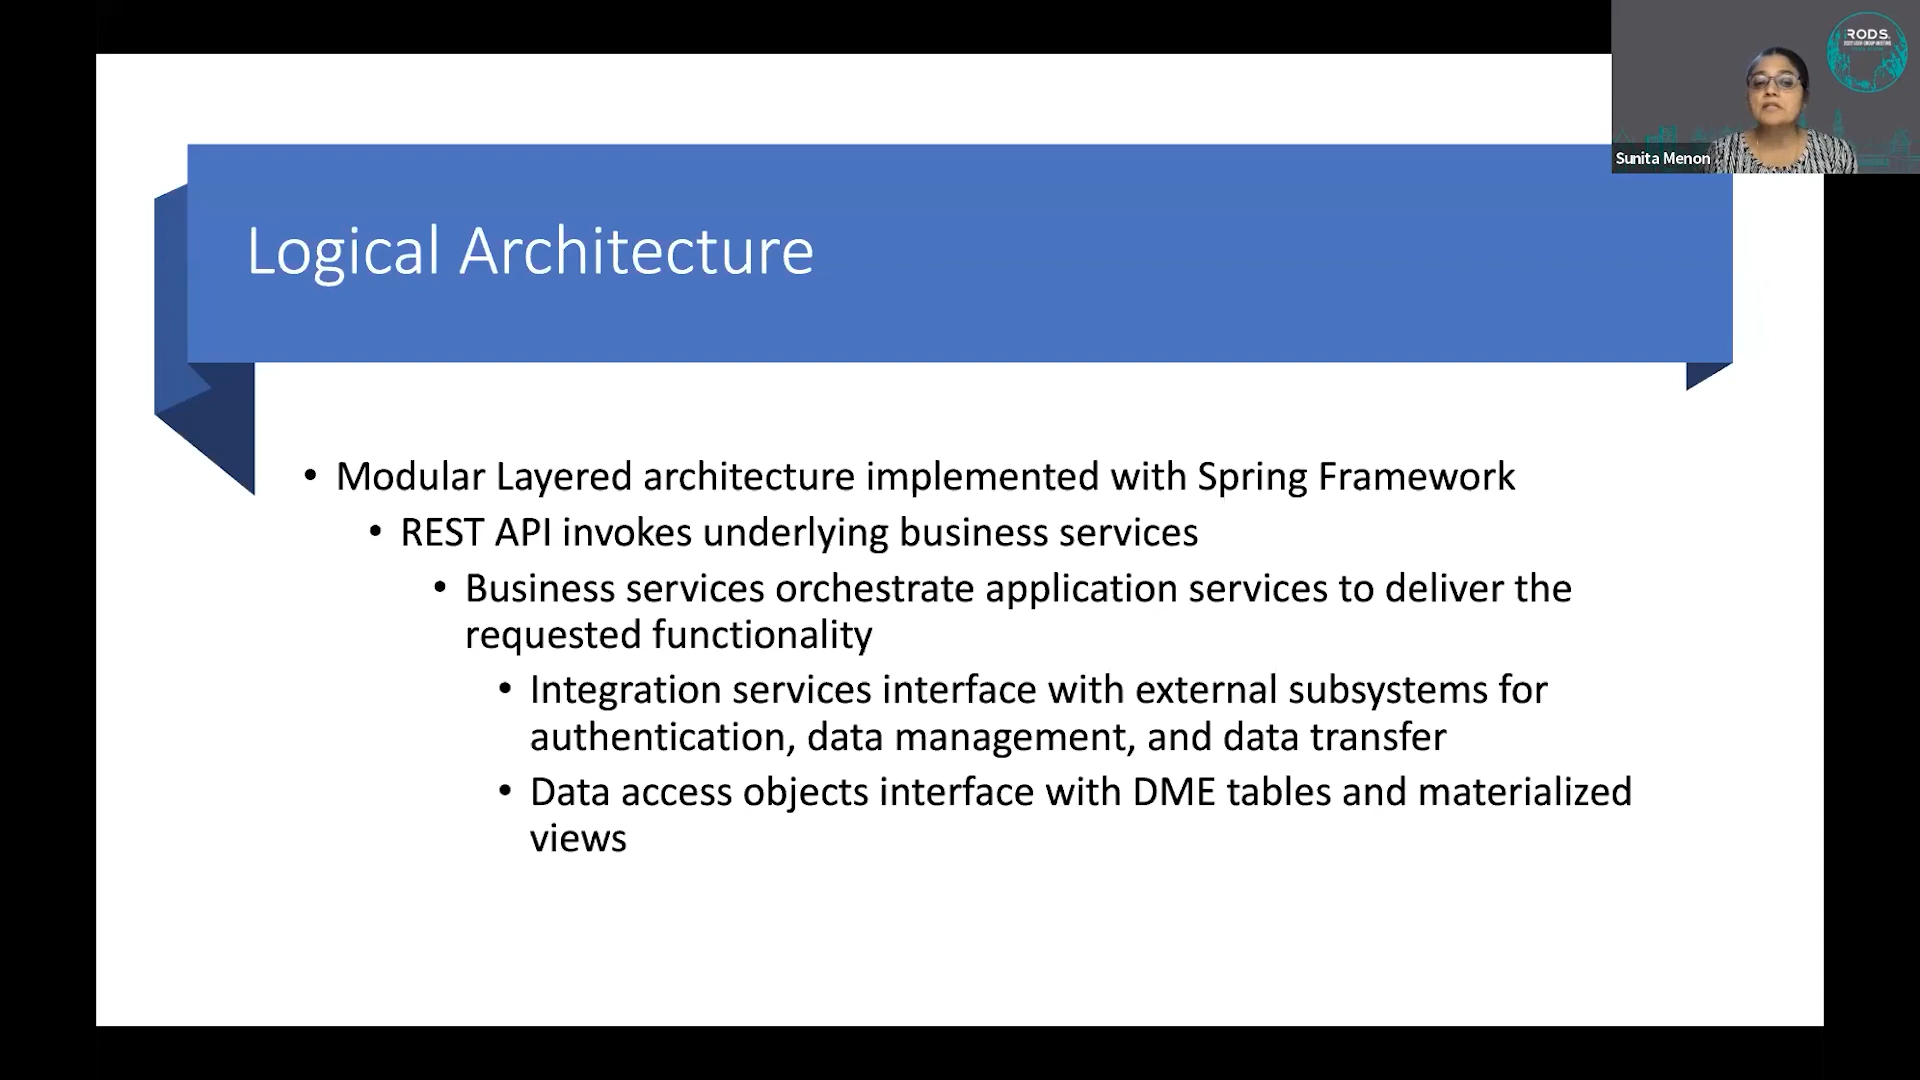 RODS
Sunita Menon
Logical Architecture
• Modular Layered architecture implemented with Spring Framework
• REST API invokes underlying business services
• Business services orchestrate application services to deliver the
requested functionality
• Integration services interface with external subsystems for
authentication, data management, and data transfer
• Data access objects interface with DME tables and materialized
views